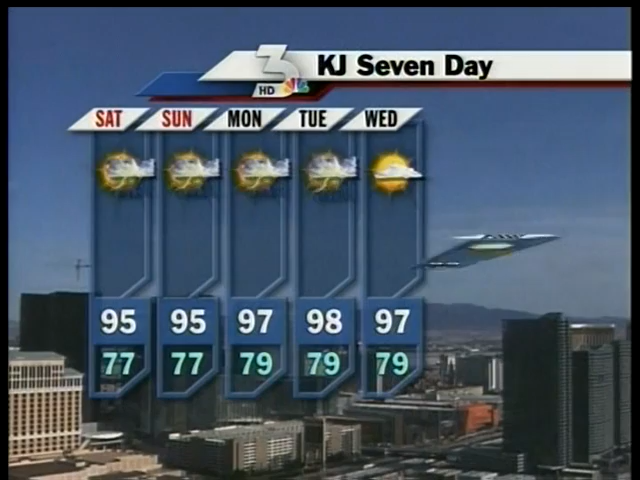 3
HD
KJ Seven Day
SAT SUN MON TUE WED
95 95 97 98 97
77 77 79 79 79